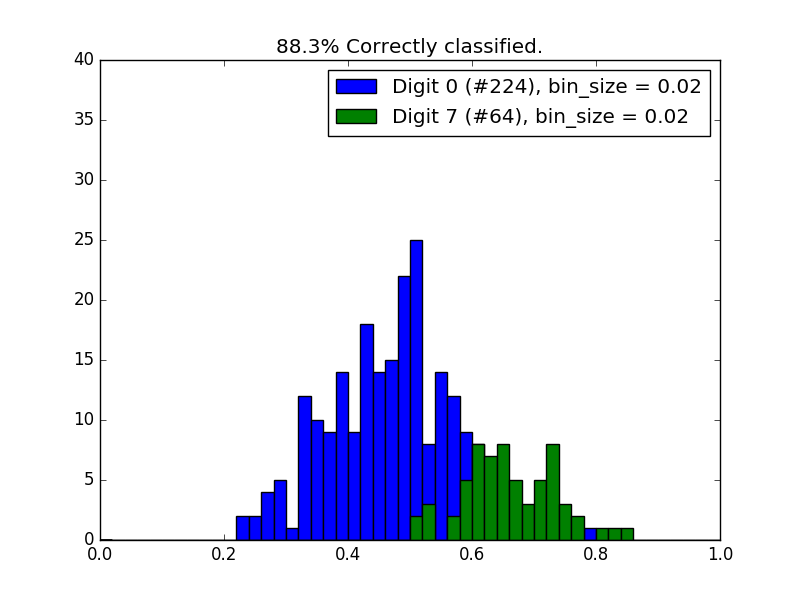 88.3% Correctly classified.
Digit 0 (#224), bin_size = 0.02
Digit 7 (#64), bin_size = 0.02
40
35
30
25
20
15
10
5
0
0.0 0.2 0.4 0.6 0.8 1.0